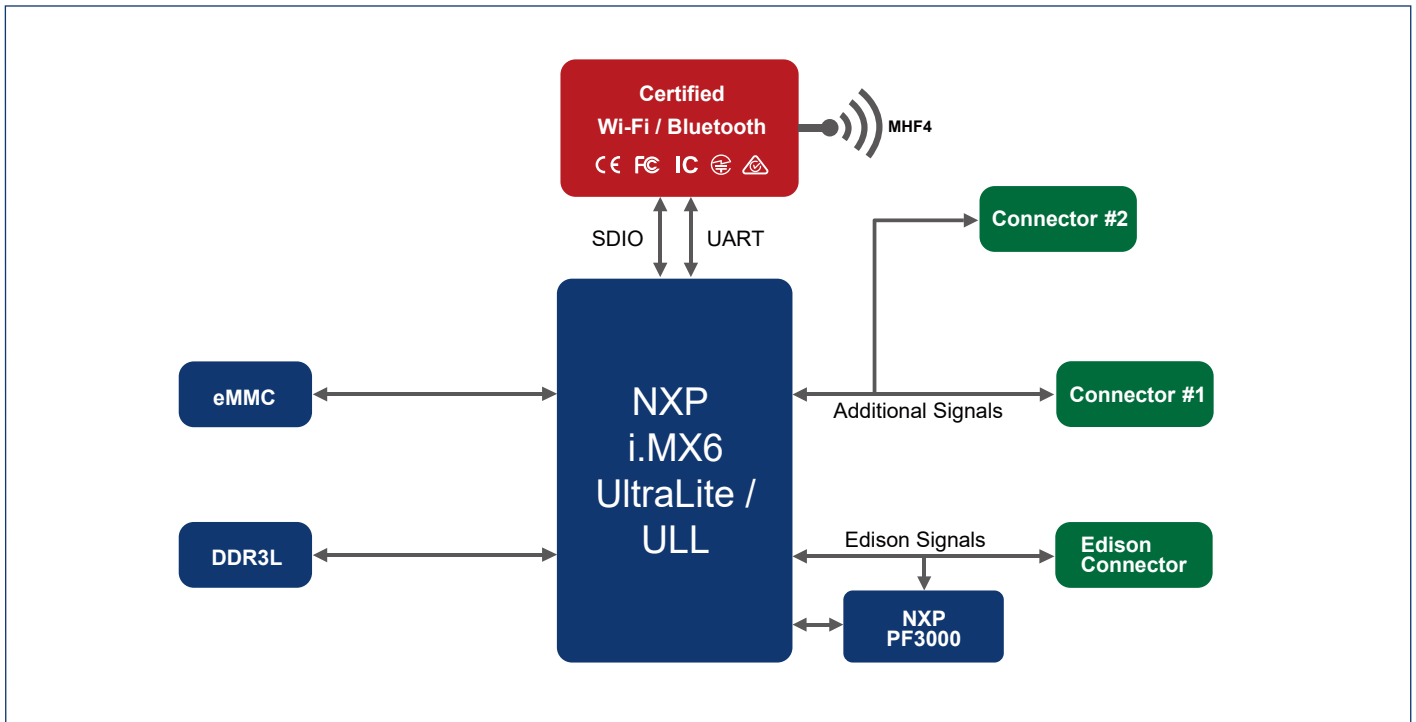 Certified
Wi-Fi / Bluetooth
CE FC IC
MHF4
SDIO
UART
Connector #2
eMMC
NXP
i.MX6
UltraLite /
ULL
Connector #1
Additional Signals
DDR3L
Edison Signals
Edison
Connector
NXP
PF3000